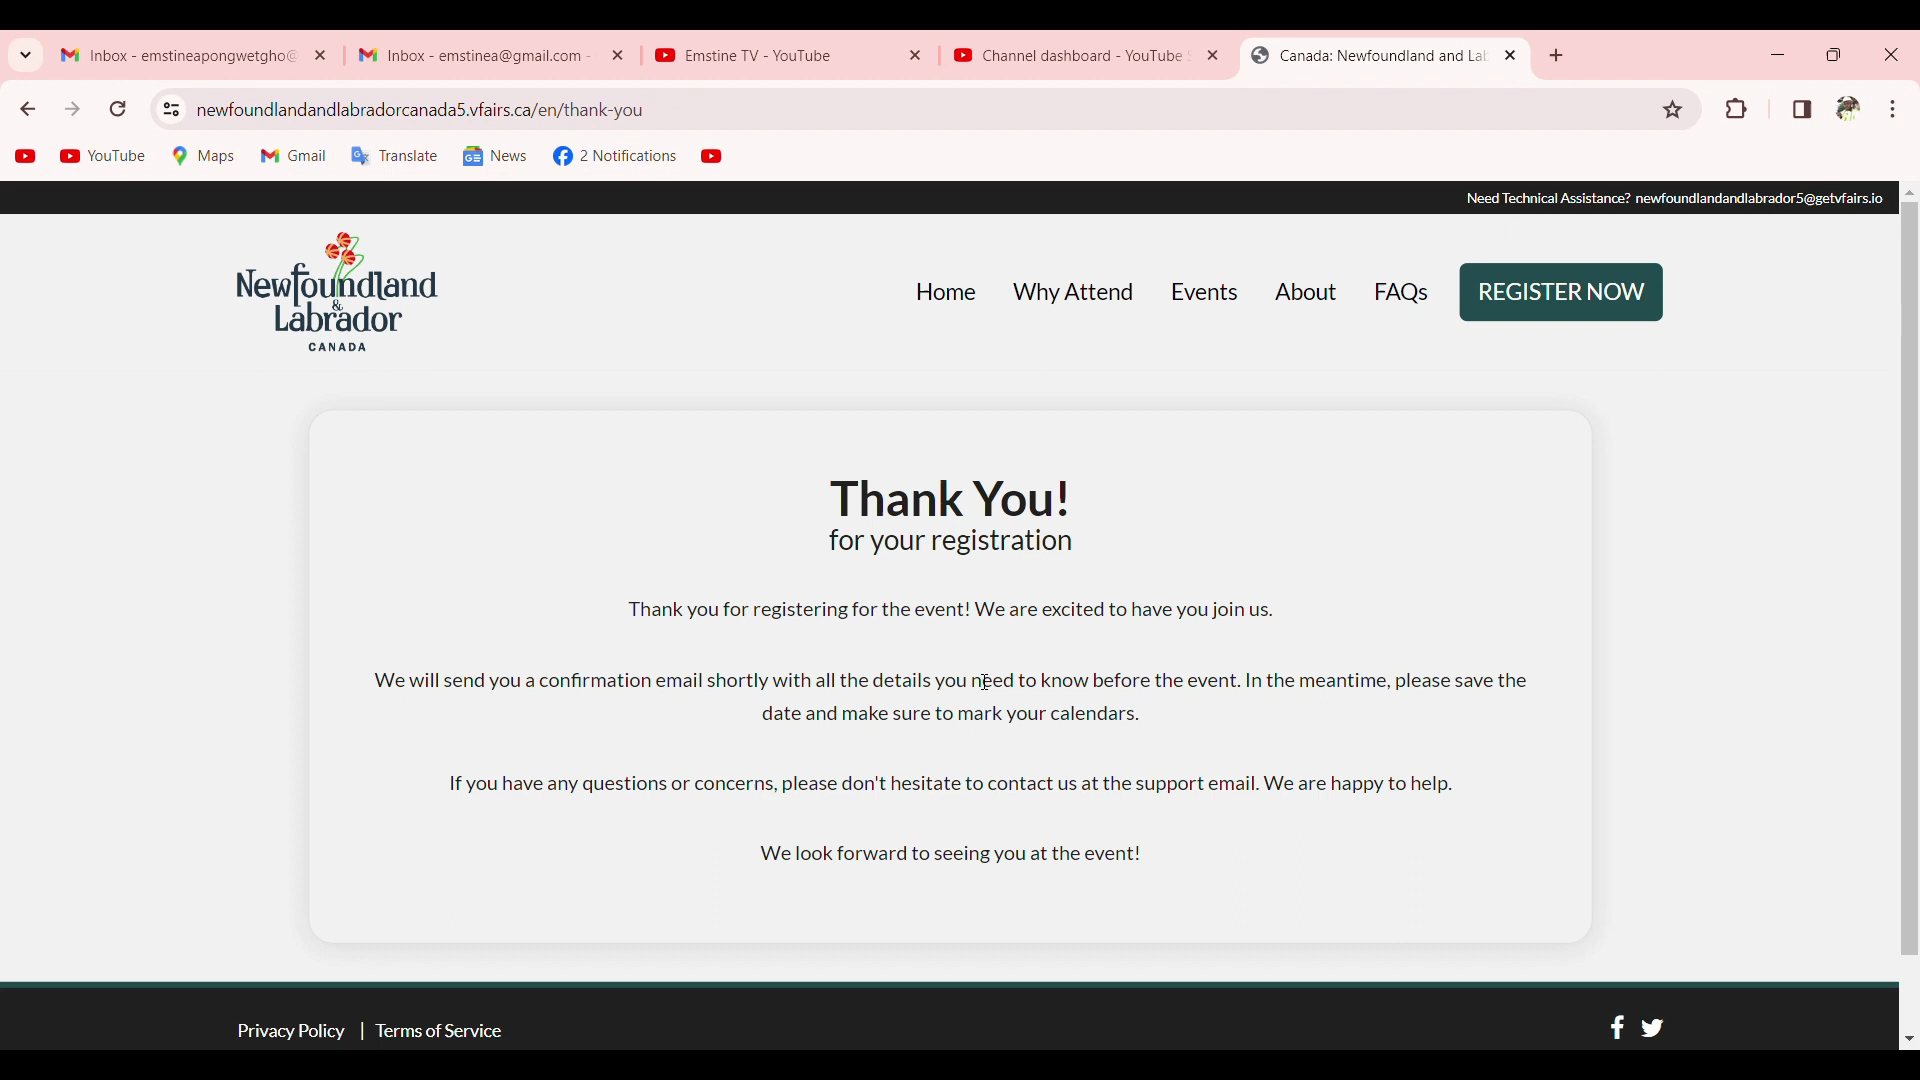 Inbox - emstineapongwetgho@
Inbox - emstinea@gmail.com -
Emstine TV - YouTube
Channel dashboard - YouTube S
Canada: Newfoundland and Lab
newfoundlandandlabradorcanada5.vfairs.ca/en/thank-you
YouTube
Maps
Gmail
Translate
News
2 Notifications
Need Technical Assistance? newfoundlandandlabrador5@getvfairs.io
Newfoundland
&
Labrador
CANADA
Home
Why Attend
Events
About
FAQs
REGISTER NOW
Thank You!
for your registration
Thank you for registering for the event! We are excited to have you join us.
We will send you a confirmation email shortly with all the details you need to know before the event. In the meantime, please save the
date and make sure to mark your calendars.
If you have any questions or concerns, please don't hesitate to contact us at the support email. We are happy to help.
We look forward to seeing you at the event!
Privacy Policy | Terms of Service